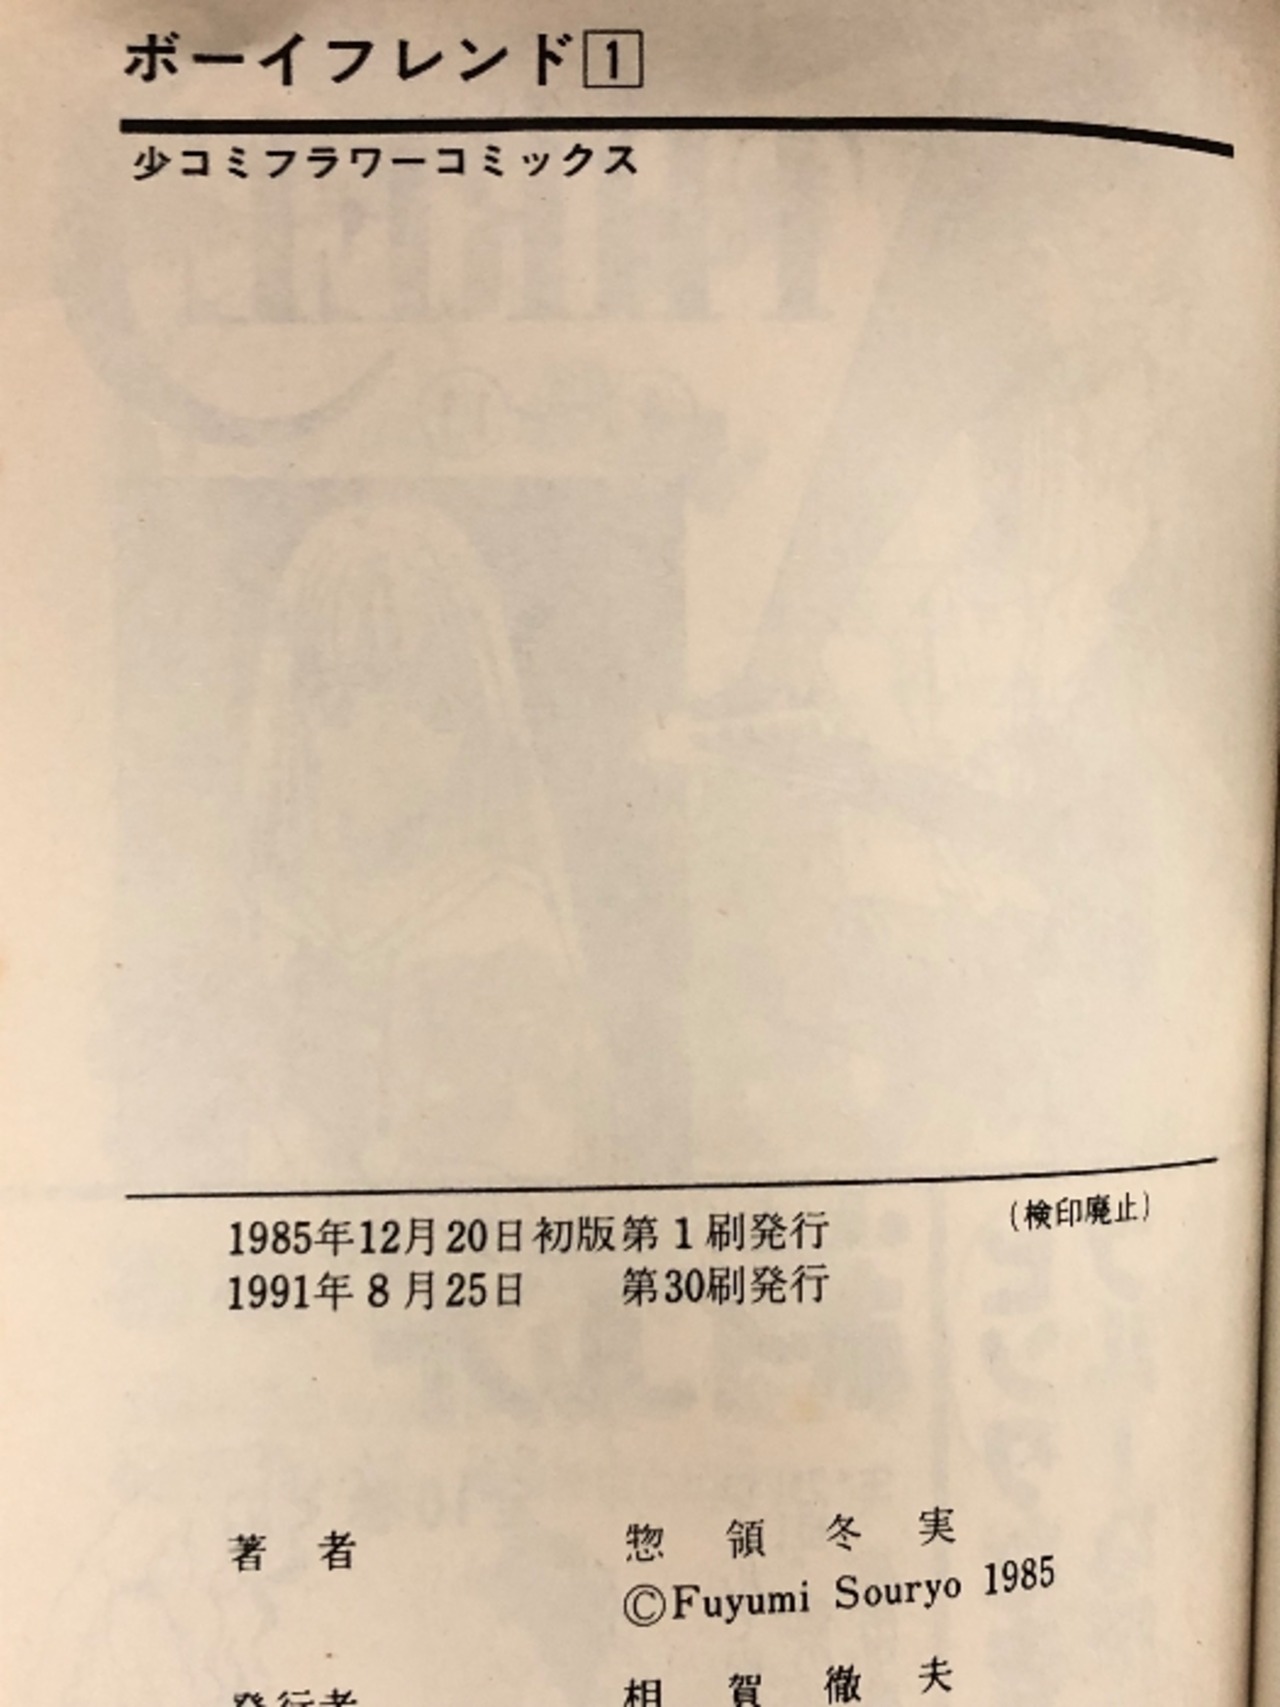 ボーイフレンド1
少コミフラワーコミックス
(検印廃止)
1985年12月20日初版第1刷発行
1991年8月25日 第30刷発行
著者 惣領冬実
©Fuyumi Souryo 1985
発行者 相賀徹夫